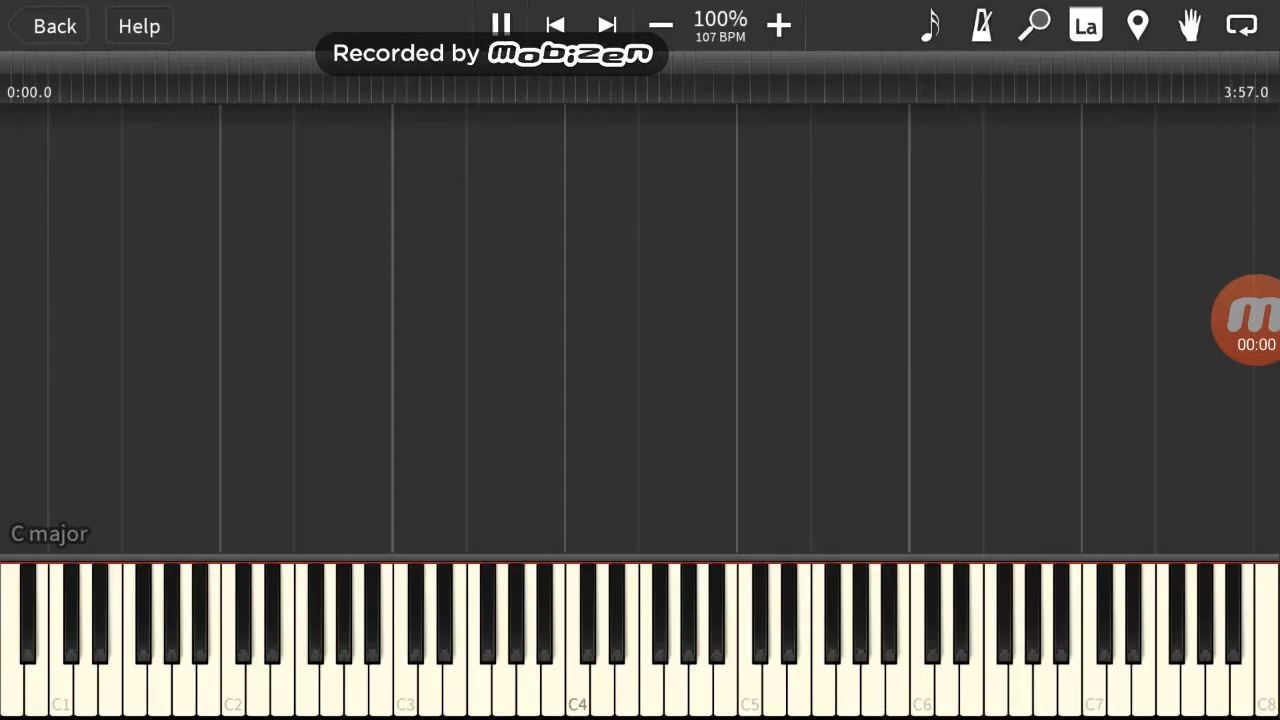 Back
Help
100%
107 BPM
La
Recorded by mobizen
0:00.0
3:57.0
m
00:00
C major
C1
C2
C3
C4
C5
C6
C7
C8